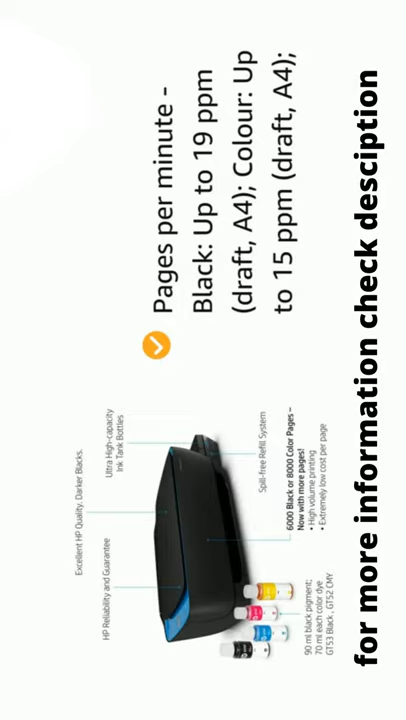 Excellent HP Quality. Darker Blacks.
HP Reliability and Guarantee
Ultra High-capacity
Ink Tank Bottles
Spill-free Refill System
6000 Black or 8000 Color Pages –
Now with more pages!
• High volume printing
• Extremely low cost per page
90 ml black pigment;
70 ml each color dye
GT53 Black , GT52 CMY
Pages per minute -
Black: Up to 19 ppm
(draft, A4); Colour: Up
to 15 ppm (draft, A4);
for more information check desciption